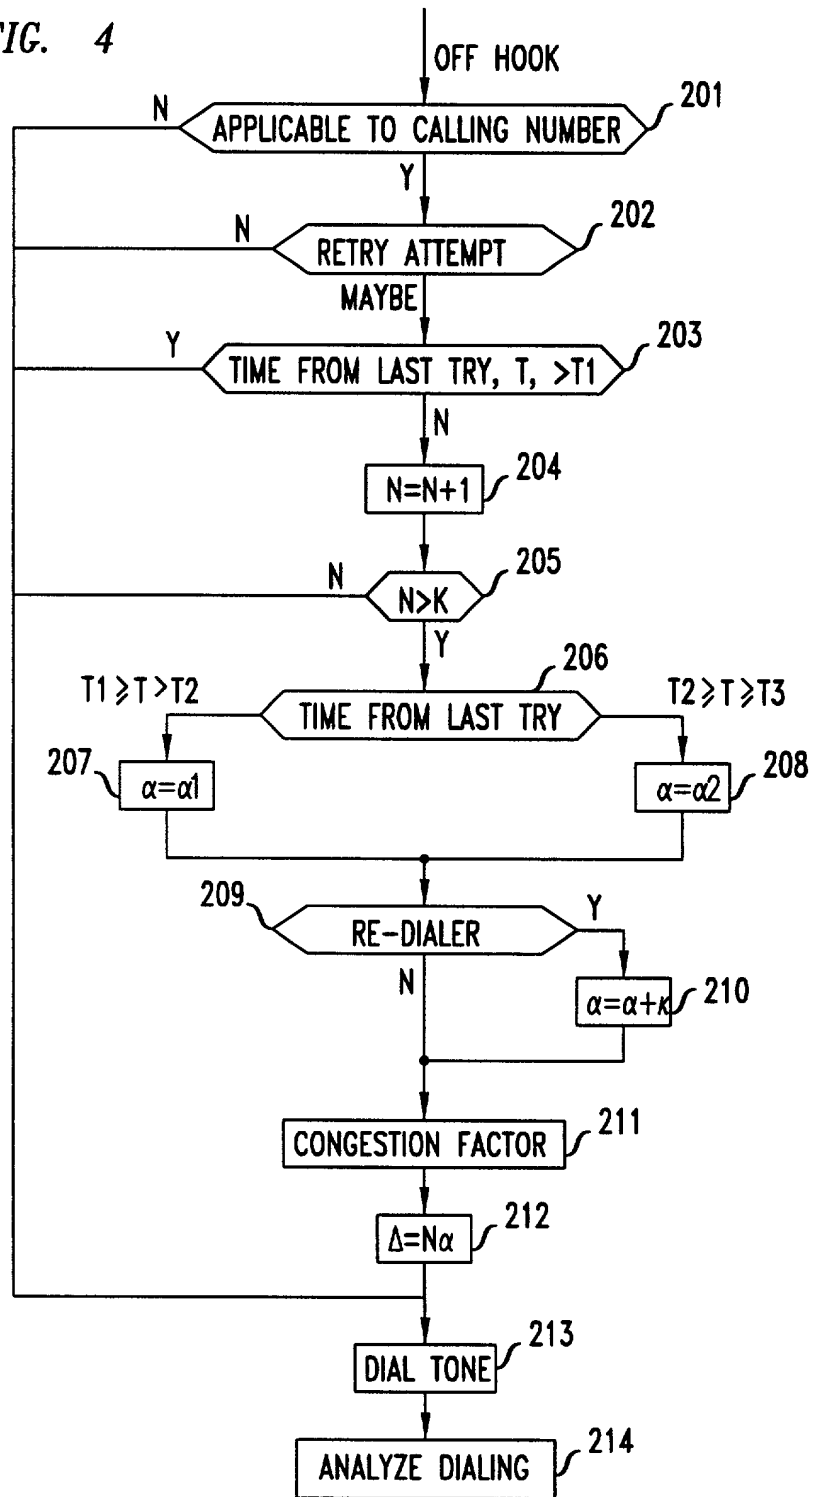 FIG. 4
OFF HOOK
201
N
APPLICABLE TO CALLING NUMBER
Y
202
N
RETRY ATTEMPT
MAYBE
203
Y
TIME FROM LAST TRY, T, >T1
N
204
N=N+1
205
N
N>K
Y
206
T1⩾T>T2
TIME FROM LAST TRY
T2⩾T⩾T3
207
α=α1
α=α2
208
209
RE-DIALER
Y
N
α=α+κ
210
211
CONGESTION FACTOR
212
Δ=Nα
213
DIAL TONE
214
ANALYZE DIALING